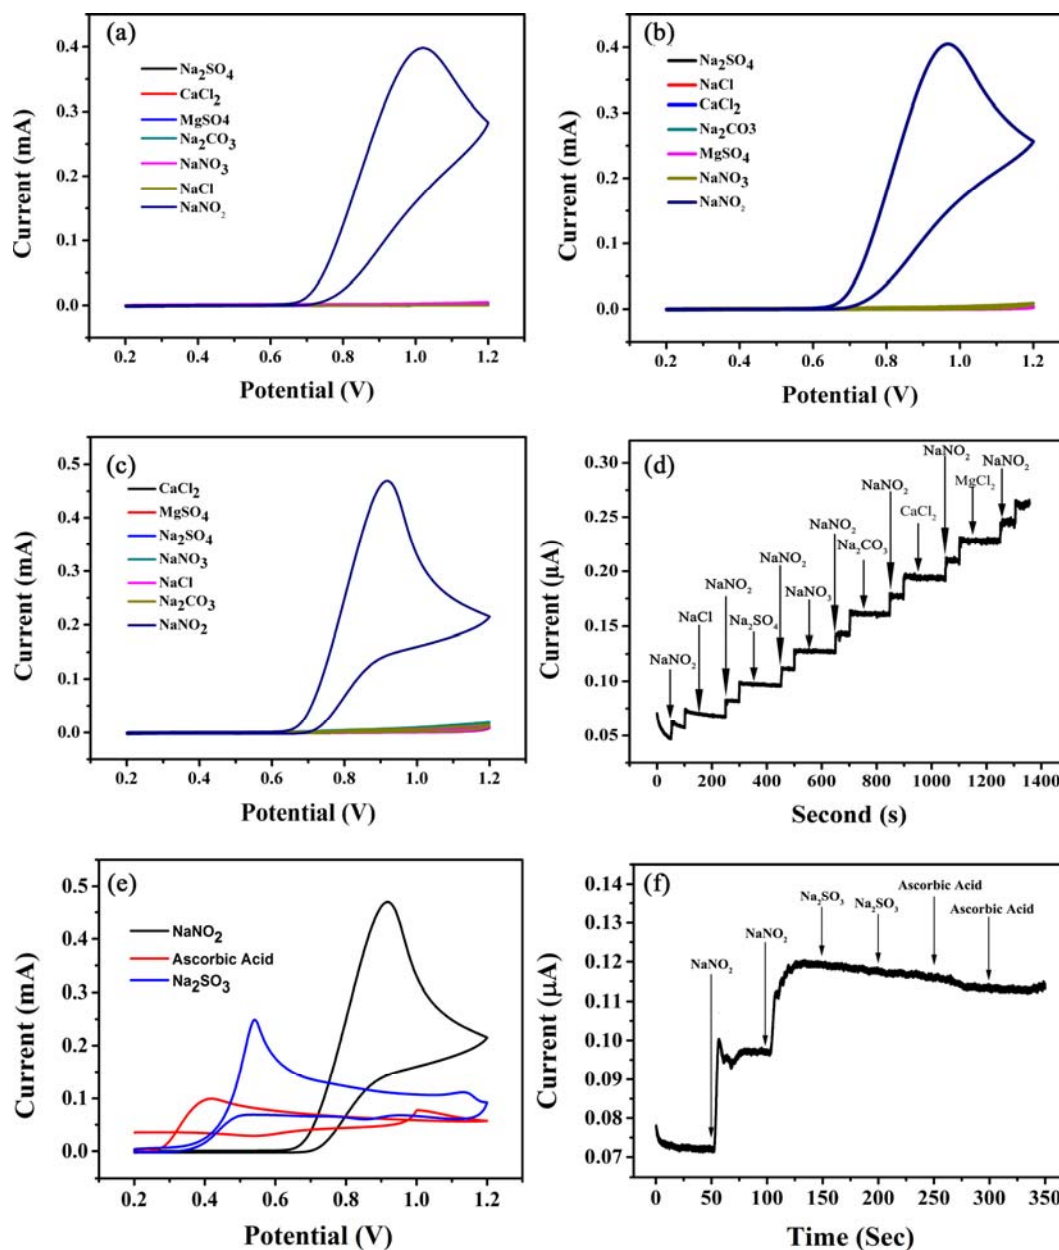 (a)
Na₂SO₄
CaCl₂
MgSO4
Na₂CO₃
NaNO₃
NaCl
NaNO₂
0.4
0.3
0.2
0.1
0.0
0.2 0.4 0.6 0.8 1.0 1.2
Current (mA)
Potential (V)
(b)
Na₂SO₄
NaCl
CaCl₂
Na₂CO3
MgSO₄
NaNO₃
NaNO₂
0.4
0.3
0.2
0.1
0.0
0.2 0.4 0.6 0.8 1.0 1.2
Current (mA)
Potential (V)
(c)
CaCl₂
MgSO₄
Na₂SO₄
NaNO₃
NaCl
Na₂CO₃
NaNO₂
0.5
0.4
0.3
0.2
0.1
0.0
0.2 0.4 0.6 0.8 1.0 1.2
Current (mA)
Potential (V)
(d)
NaNO₂
NaCl
NaNO₂
Na₂SO₄
NaNO₂
NaNO₃
NaNO₂
Na₂CO₃
NaNO₂
CaCl₂
NaNO₂
MgCl₂
NaNO₂
0.30
0.25
0.20
0.15
0.10
0.05
0 200 400 600 800 1000 1200 1400
Current (µA)
Second (s)
(e)
NaNO₂
Ascorbic Acid
Na₂SO₃
0.5
0.4
0.3
0.2
0.1
0.0
0.2 0.4 0.6 0.8 1.0 1.2
Current (mA)
Potential (V)
(f)
NaNO₂
NaNO₂
Na₂SO₃
Na₂SO₃
Ascorbic Acid
Ascorbic Acid
0.14
0.13
0.12
0.11
0.10
0.09
0.08
0.07
0 50 100 150 200 250 300 350
Current (µA)
Time (Sec)